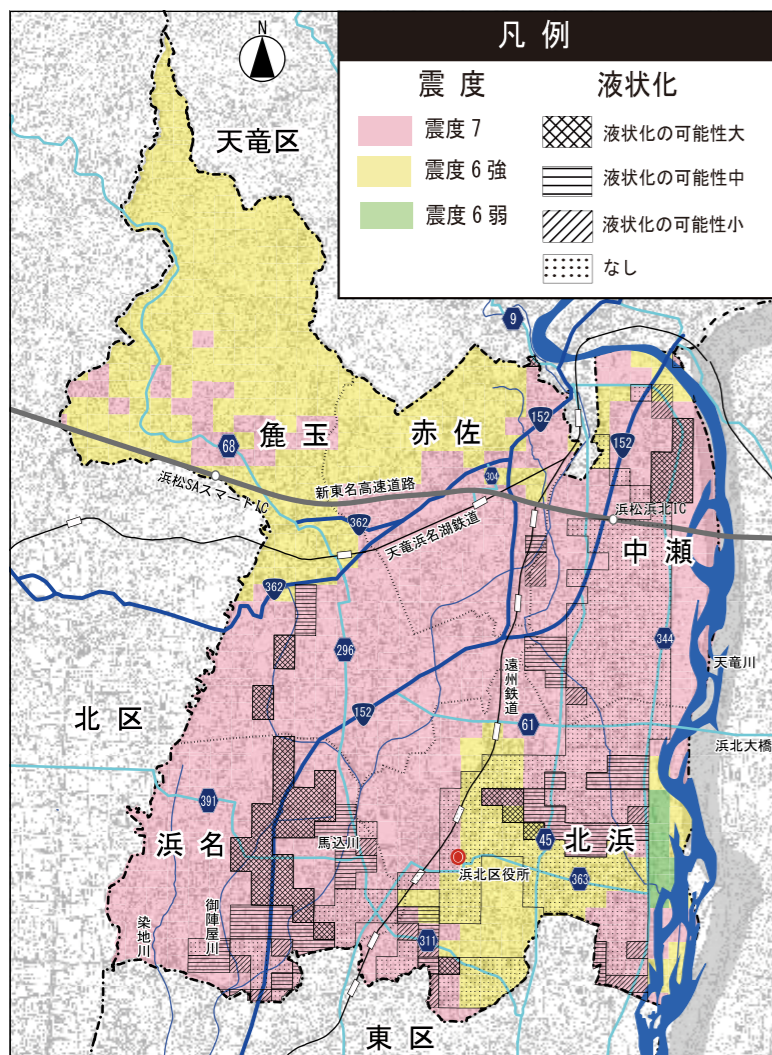 凡例
震度
震度7
震度6強
震度6弱
液状化
液状化の可能性大
液状化の可能性中
液状化の可能性小
なし
N
天竜区
9
152
152
麁玉
赤佐
68
304
浜松SAスマートIC
新東名高速道路
浜松浜北IC
362
天竜浜名湖鉄道
中瀬
362
296
344
遠州鉄道
天竜川
北区
152
61
浜北大橋
391
浜名
馬込川
45
北浜
浜北区役所
363
御陣屋川
染地川
311
東区